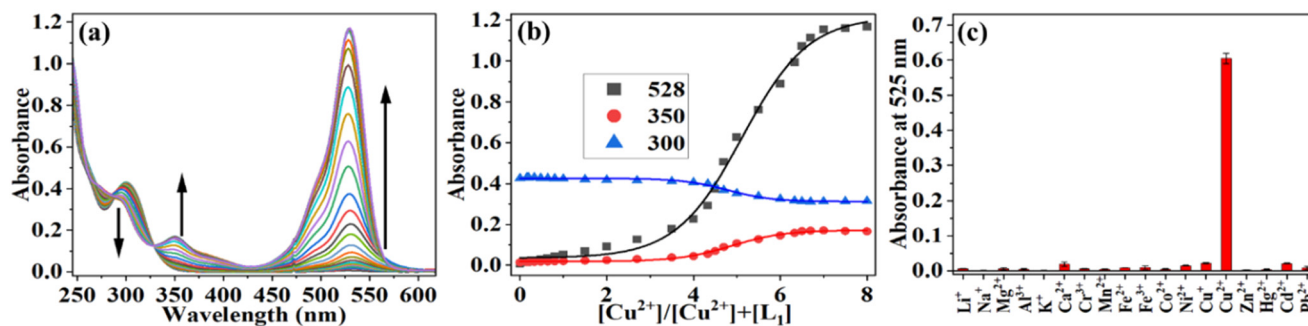 (a)
Absorbance
1.2
1.0
0.8
0.6
0.4
0.2
0.0
250 300 350 400 450 500 550 600
Wavelength (nm)
(b)
Absorbance
1.2
1.0
0.8
0.6
0.4
0.2
0.0
528
350
300
0 2 4 6 8
[Cu²⁺]/[Cu²⁺]+[L₁]
(c)
Absorbance at 525 nm
0.7
0.6
0.5
0.4
0.3
0.2
0.1
0.0
Li⁺ Na⁺ Mg²⁺ Al³⁺ K⁺ Ca²⁺ Cr³⁺ Mn²⁺ Fe²⁺ Fe³⁺ Co²⁺ Ni²⁺ Cu⁺ Cu²⁺ Zn²⁺ Hg²⁺ Cd²⁺